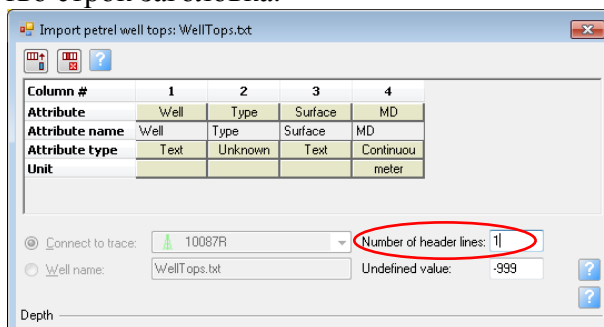 Import petrel well tops: WellTops.txt
Column # 1 2 3 4
Attribute Well Type Surface MD
Attribute name Well Type Surface MD
Attribute type Text Unknown Text Continuou
Unit meter
Connect to trace: 10087R Number of header lines: 1
Well name: WellTops.txt Undefined value: -999
Depth